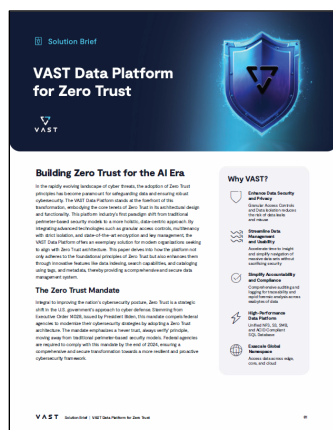 Solution Brief
VAST Data Platform
for Zero Trust
VAST
Building Zero Trust for the AI Era
In the rapidly evolving landscape of cyber threats, the adoption of Zero Trust
principles has become paramount for safeguarding data and ensuring robust
cybersecurity. The VAST Data Platform stands at the forefront of this
transformation, embodying the core tenets of Zero Trust in its architectural design
and functionality. This platform industry's first paradigm shift from traditional
perimeter-based security models to a more holistic, data-centric approach. By
integrating advanced technologies such as granular access controls, multitenancy
with strict isolation, and state-of-the-art encryption and key management, the
VAST Data Platform offers an exemplary solution for modern organizations seeking
to align with Zero Trust architecture. This paper delves into how the platform not
only adheres to the foundational principles of Zero Trust but also enhances them
through innovative features like data indexing, search capabilities, and cataloging
using tags, and metadata, thereby providing a comprehensive and secure data
management system.
The Zero Trust Mandate
Integral to improving the nation's cybersecurity posture, Zero Trust is a strategic
shift in the U.S. government's approach to cyber defense. Stemming from
Executive Order 14028, issued by President Biden, this mandate compels federal
agencies to modernize their cybersecurity strategies by adopting a Zero Trust
architecture. The mandate emphasizes a 'never trust, always verify' principle,
moving away from traditional perimeter-based security models. Federal agencies
are required to comply with this mandate by the end of 2024, ensuring a
comprehensive and secure transformation towards a more resilient and proactive
cybersecurity framework.
Why VAST?
Enhance Data Security
and Privacy
Granular Access Controls
and Data Isolation reduces
the risk of data leaks
and misuse
Streamline Data
Management
and Usability
Accelerate time to insight
and simplify navigation of
massive data sets without
sacrificing security
Simplify Accountability
and Compliance
Comprehensive auditing and
logging for traceability and
rapid forensic analysis across
exabytes of data
High-Performance
Data Platform
Unified NFS, S3, SMB,
and ACID Compliant
SQL Database
Exascale Global
Namespace
Access data across edge,
core, and cloud
VAST Solution Brief | VAST Data Platform for Zero Trust